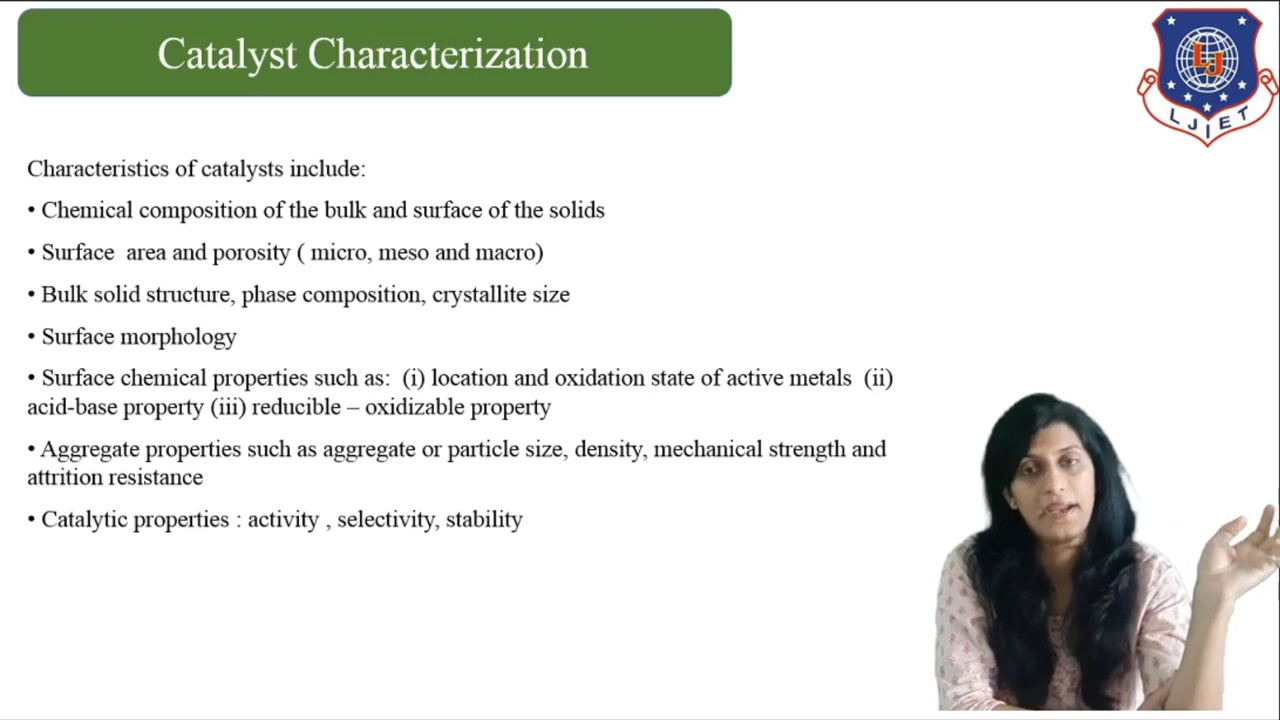 Catalyst Characterization
LJ
LJIET
Characteristics of catalysts include:
• Chemical composition of the bulk and surface of the solids
• Surface  area and porosity ( micro, meso and macro)
• Bulk solid structure, phase composition, crystallite size
• Surface morphology
• Surface chemical properties such as:  (i) location and oxidation state of active metals  (ii)
acid-base property (iii) reducible – oxidizable property
• Aggregate properties such as aggregate or particle size, density, mechanical strength and
attrition resistance
• Catalytic properties : activity , selectivity, stability